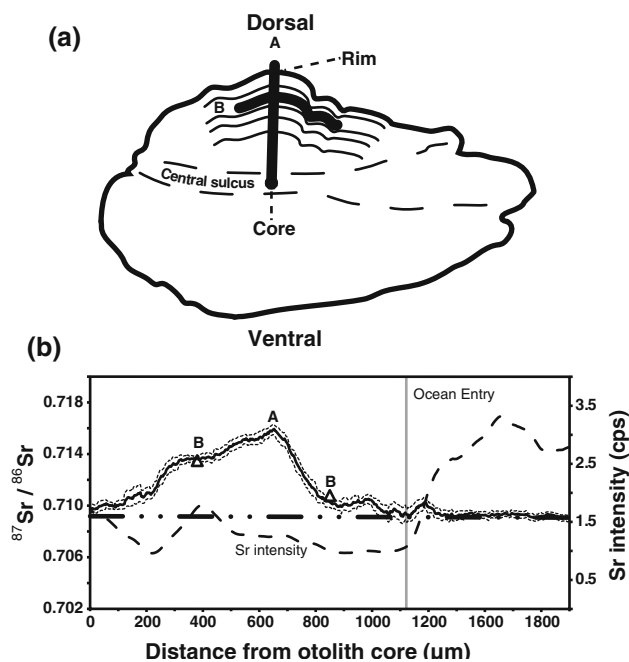 (a)
Dorsal
A
Rim
B
Central sulcus
Core
Ventral
(b)
Ocean Entry
0.718
0.714
0.710
0.706
0.702
87Sr / 86Sr
B
A
B
Sr intensity
3.5
2.5
1.5
0.5
Sr intensity (cps)
0 200 400 600 800 1000 1200 1400 1600 1800
Distance from otolith core (um)